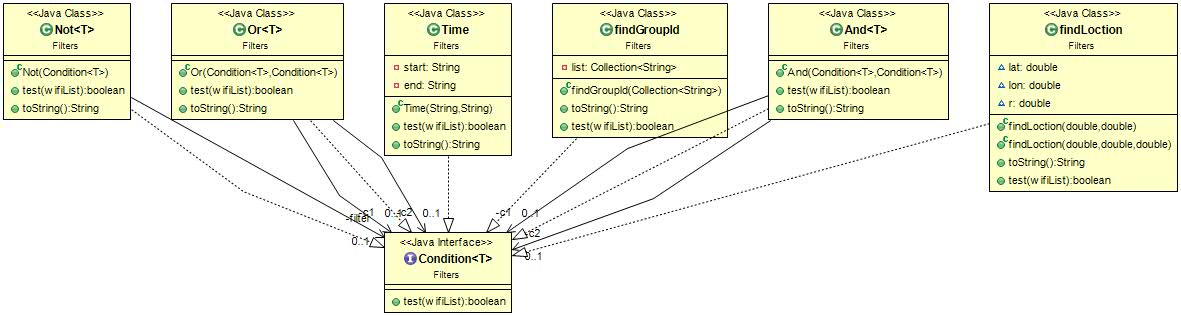 <<Java Class>>
Not<T>
Filters
Not(Condition<T>)
test(wifiList):boolean
toString():String
<<Java Class>>
Or<T>
Filters
Or(Condition<T>,Condition<T>)
test(wifiList):boolean
toString():String
<<Java Class>>
Time
Filters
start: String
end: String
Time(String,String)
test(wifiList):boolean
toString():String
<<Java Class>>
findGroupId
Filters
list: Collection<String>
findGroupId(Collection<String>)
toString():String
test(wifiList):boolean
<<Java Class>>
And<T>
Filters
And(Condition<T>,Condition<T>)
test(wifiList):boolean
toString():String
<<Java Class>>
findLoction
Filters
lat: double
lon: double
r: double
findLoction(double,double)
findLoction(double,double,double)
toString():String
test(wifiList):boolean
-filter
0..1
-c1
0..1
-c2
0..1
-c1
0..1
-c2
0..1
<<Java Interface>>
Condition<T>
Filters
test(wifiList):boolean